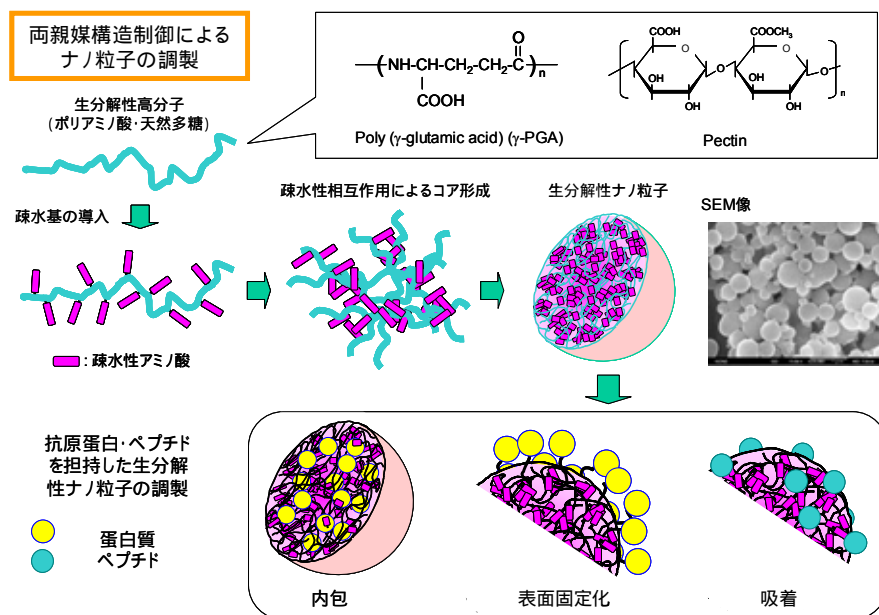 両親媒構造制御による
ナノ粒子の調製
生分解性高分子
(ポリアミノ酸・天然多糖)
NH-CH-CH₂-CH₂-C
O
n
COOH
Poly (γ-glutamic acid) (γ-PGA)
COOH
COOCH₃
O
O
O
O
OH
OH
OH
OH
n
Pectin
疎水基の導入
疎水性相互作用によるコア形成
生分解性ナノ粒子
SEM像
:疎水性アミノ酸
抗原蛋白・ペプチド
を担持した生分解
性ナノ粒子の調製
蛋白質
ペプチド
内包
表面固定化
吸着